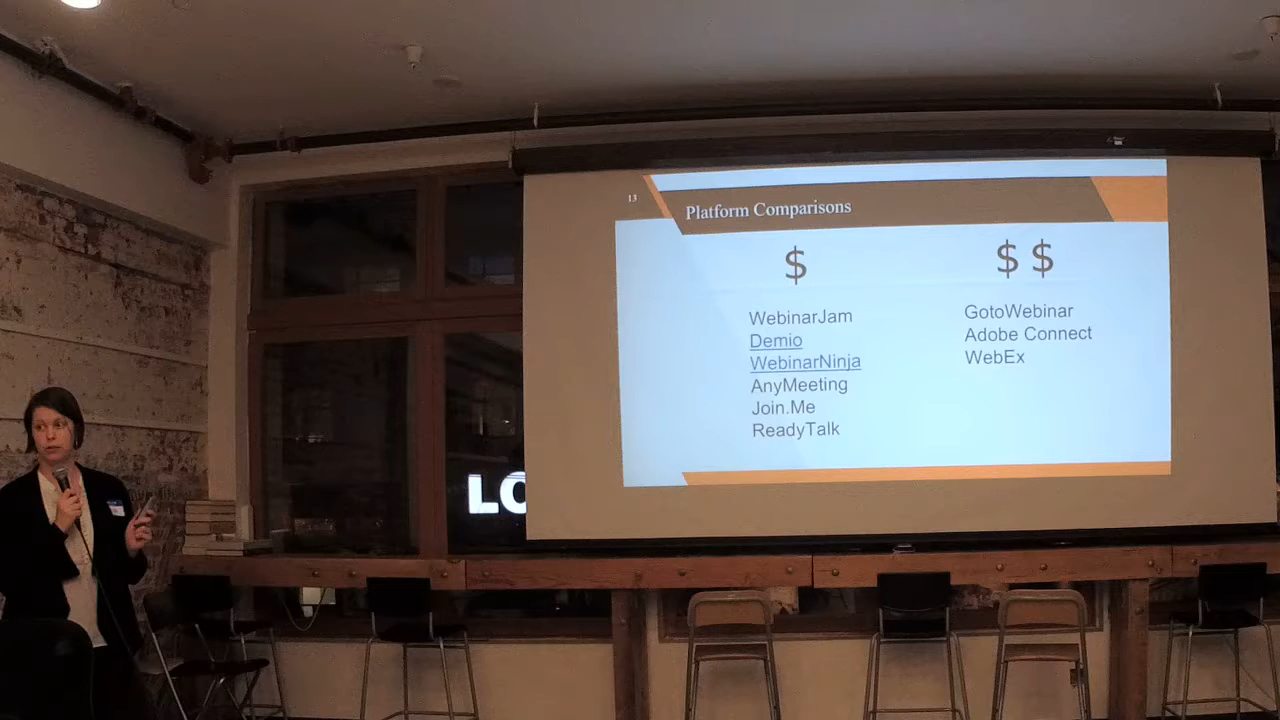 13
Platform Comparisons
$
WebinarJam
Demio
WebinarNinja
AnyMeeting
Join.Me
ReadyTalk
$ $
GotoWebinar
Adobe Connect
WebEx
LO